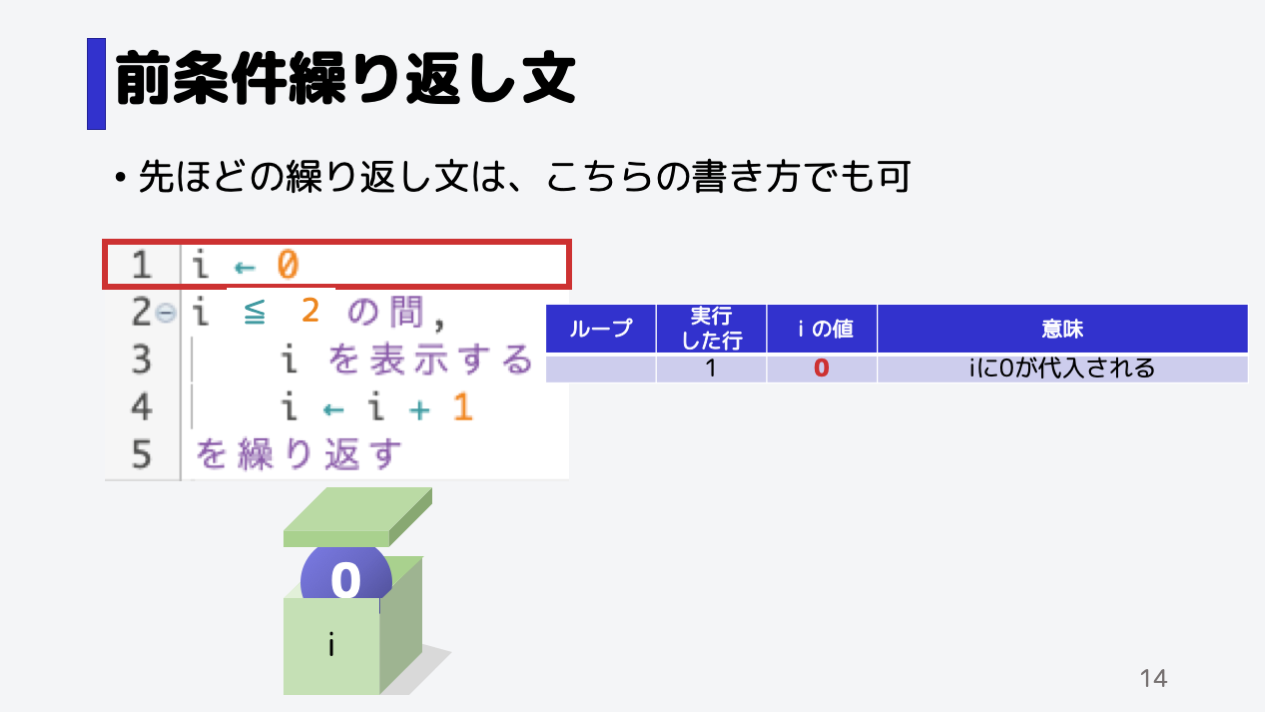 前条件繰り返し文
• 先ほどの繰り返し文は、こちらの書き方でも可
1 i ← 0
2 i ≦ 2 の間,
3 i を表示する
4 i ← i + 1
5 を繰り返す
ループ 実行した行 i の値 意味
1 0 iに0が代入される
0
i
14